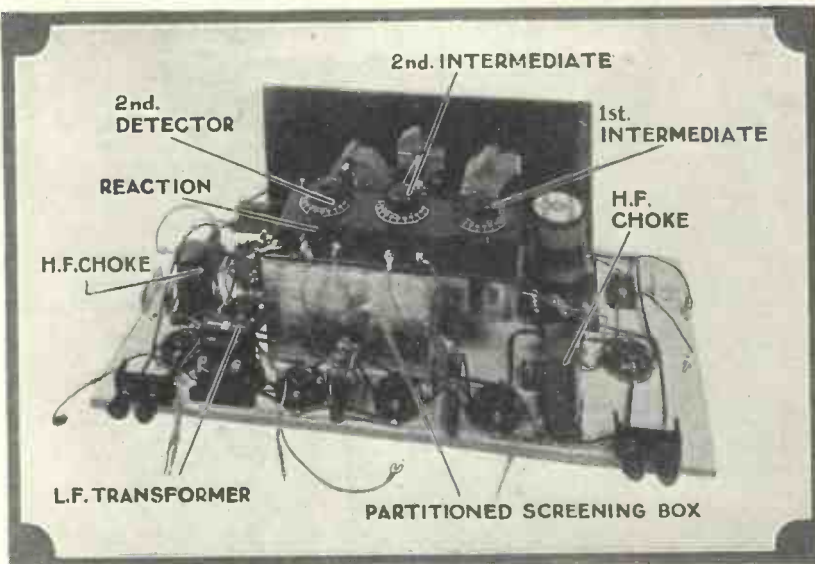 2nd. INTERMEDIATE
2nd.
DETECTOR
1st.
INTERMEDIATE
REACTION
H.F.
CHOKE
H.F.CHOKE
L.F. TRANSFORMER
PARTITIONED SCREENING BOX